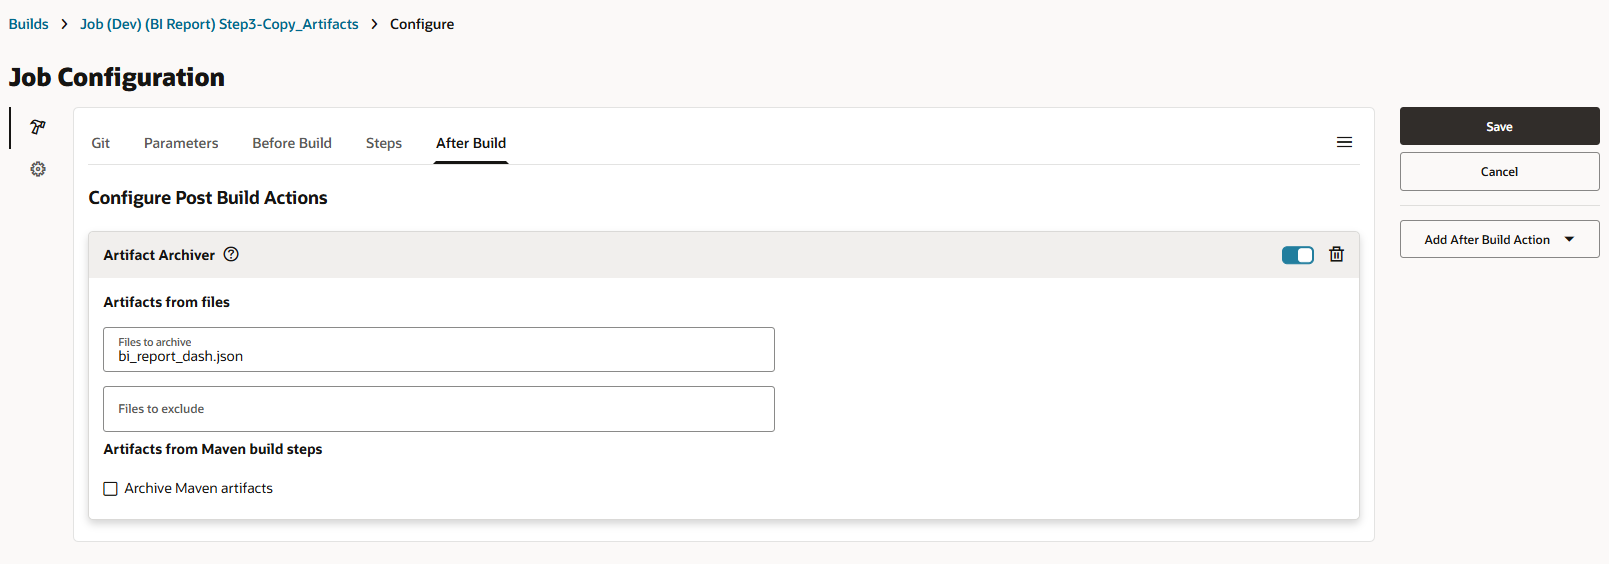 Builds > Job (Dev) (BI Report) Step3-Copy_Artifacts > Configure
Job Configuration
Git Parameters Before Build Steps After Build
Save
Cancel
Configure Post Build Actions
Add After Build Action
Artifact Archiver
Artifacts from files
Files to archive
bi_report_dash.json
Files to exclude
Artifacts from Maven build steps
Archive Maven artifacts